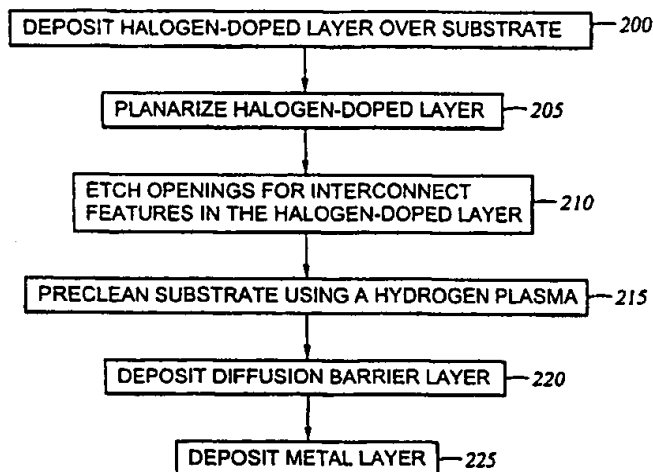 DEPOSIT HALOGEN-DOPED LAYER OVER SUBSTRATE 200
PLANARIZE HALOGEN-DOPED LAYER 205
ETCH OPENINGS FOR INTERCONNECT
FEATURES IN THE HALOGEN-DOPED LAYER 210
PRECLEAN SUBSTRATE USING A HYDROGEN PLASMA 215
DEPOSIT DIFFUSION BARRIER LAYER 220
DEPOSIT METAL LAYER 225